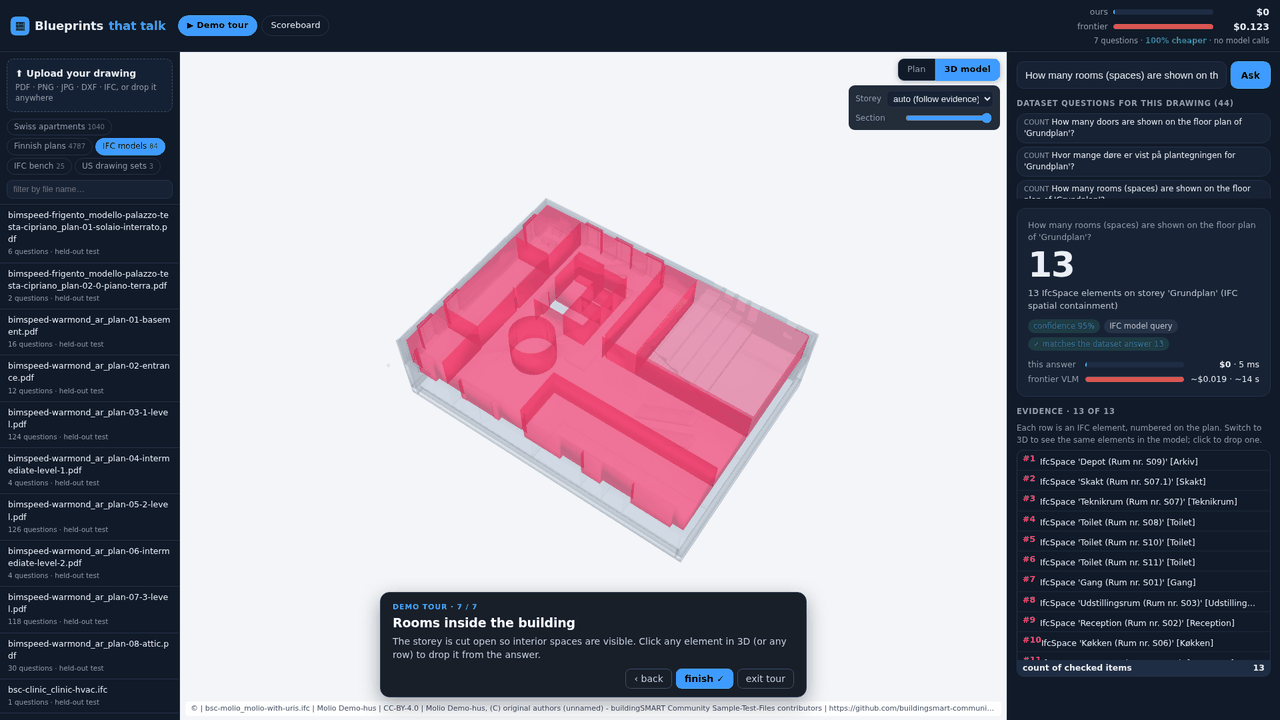 Blueprints that talk
▶ Demo tour
Scoreboard
ours $0
frontier $0.123
7 questions · 100% cheaper · no model calls
⬆ Upload your drawing
PDF · PNG · JPG · DXF · IFC, or drop it
anywhere
Swiss apartments 1040
Finnish plans 4787
IFC models 84
IFC bench 25
US drawing sets 3
filter by file name...
bimspeed-frigento_modello-palazzo-te
sta-cipriano_plan-01-solaio-interrato.p
df
6 questions · held-out test
bimspeed-frigento_modello-palazzo-te
sta-cipriano_plan-02-0-piano-terra.pdf
2 questions · held-out test
bimspeed-warmond_ar_plan-01-basem
ent.pdf
16 questions · held-out test
bimspeed-warmond_ar_plan-02-entran
ce.pdf
12 questions · held-out test
bimspeed-warmond_ar_plan-03-1-leve
l.pdf
124 questions · held-out test
bimspeed-warmond_ar_plan-04-interm
ediate-level-1.pdf
4 questions · held-out test
bimspeed-warmond_ar_plan-05-2-leve
l.pdf
126 questions · held-out test
bimspeed-warmond_ar_plan-06-interm
ediate-level-2.pdf
4 questions · held-out test
bimspeed-warmond_ar_plan-07-3-leve
l.pdf
118 questions · held-out test
bimspeed-warmond_ar_plan-08-attic.p
df
30 questions · held-out test
bsc-clinic_clinic-hvac.ifc
1 questions · held-out test
Plan
3D model
Storey auto (follow evidence)
Section
DEMO TOUR · 7 / 7
Rooms inside the building
The storey is cut open so interior spaces are visible. Click any element in 3D (or any
row) to drop it from the answer.
‹ back
finish ✓
exit tour
© | bsc-molio_molio-with-uris.ifc | Molio Demo-hus | CC-BY-4.0 | Molio Demo-hus, (C) original authors (unnamed) - buildingSMART Community Sample-Test-Files contributors | https://github.com/buildingsmart-communi...
How many rooms (spaces) are shown on th
Ask
DATASET QUESTIONS FOR THIS DRAWING (44)
COUNT How many doors are shown on the floor plan of
'Grundplan'?
COUNT Hvor mange døre er vist på plantegningen for
'Grundplan'?
COUNT How many rooms (spaces) are shown on the floor
plan of 'Grundplan'?
How many rooms (spaces) are shown on the floor plan
of 'Grundplan'?
13
13 IfcSpace elements on storey 'Grundplan' (IFC
spatial containment)
confidence 95%
IFC model query
✓ matches the dataset answer 13
this answer $0 · 5 ms
frontier VLM ~$0.019 · ~14 s
EVIDENCE · 13 OF 13
Each row is an IFC element, numbered on the plan. Switch to
3D to see the same elements in the model; click to drop one.
#1 IfcSpace 'Depot (Rum nr. S09)' [Arkiv]
#2 IfcSpace 'Skakt (Rum nr. S07.1)' [Skakt]
#3 IfcSpace 'Teknikrum (Rum nr. S07)' [Teknikrum]
#4 IfcSpace 'Toilet (Rum nr. S08)' [Toilet]
#5 IfcSpace 'Toilet (Rum nr. S10)' [Toilet]
#6 IfcSpace 'Toilet (Rum nr. S11)' [Toilet]
#7 IfcSpace 'Gang (Rum nr. S01)' [Gang]
#8 IfcSpace 'Udstillingsrum (Rum nr. S03)' [Udstilling...
#9 IfcSpace 'Reception (Rum nr. S02)' [Reception]
#10 IfcSpace 'Køkken (Rum nr. S06)' [Køkken]
#11
count of checked items 13